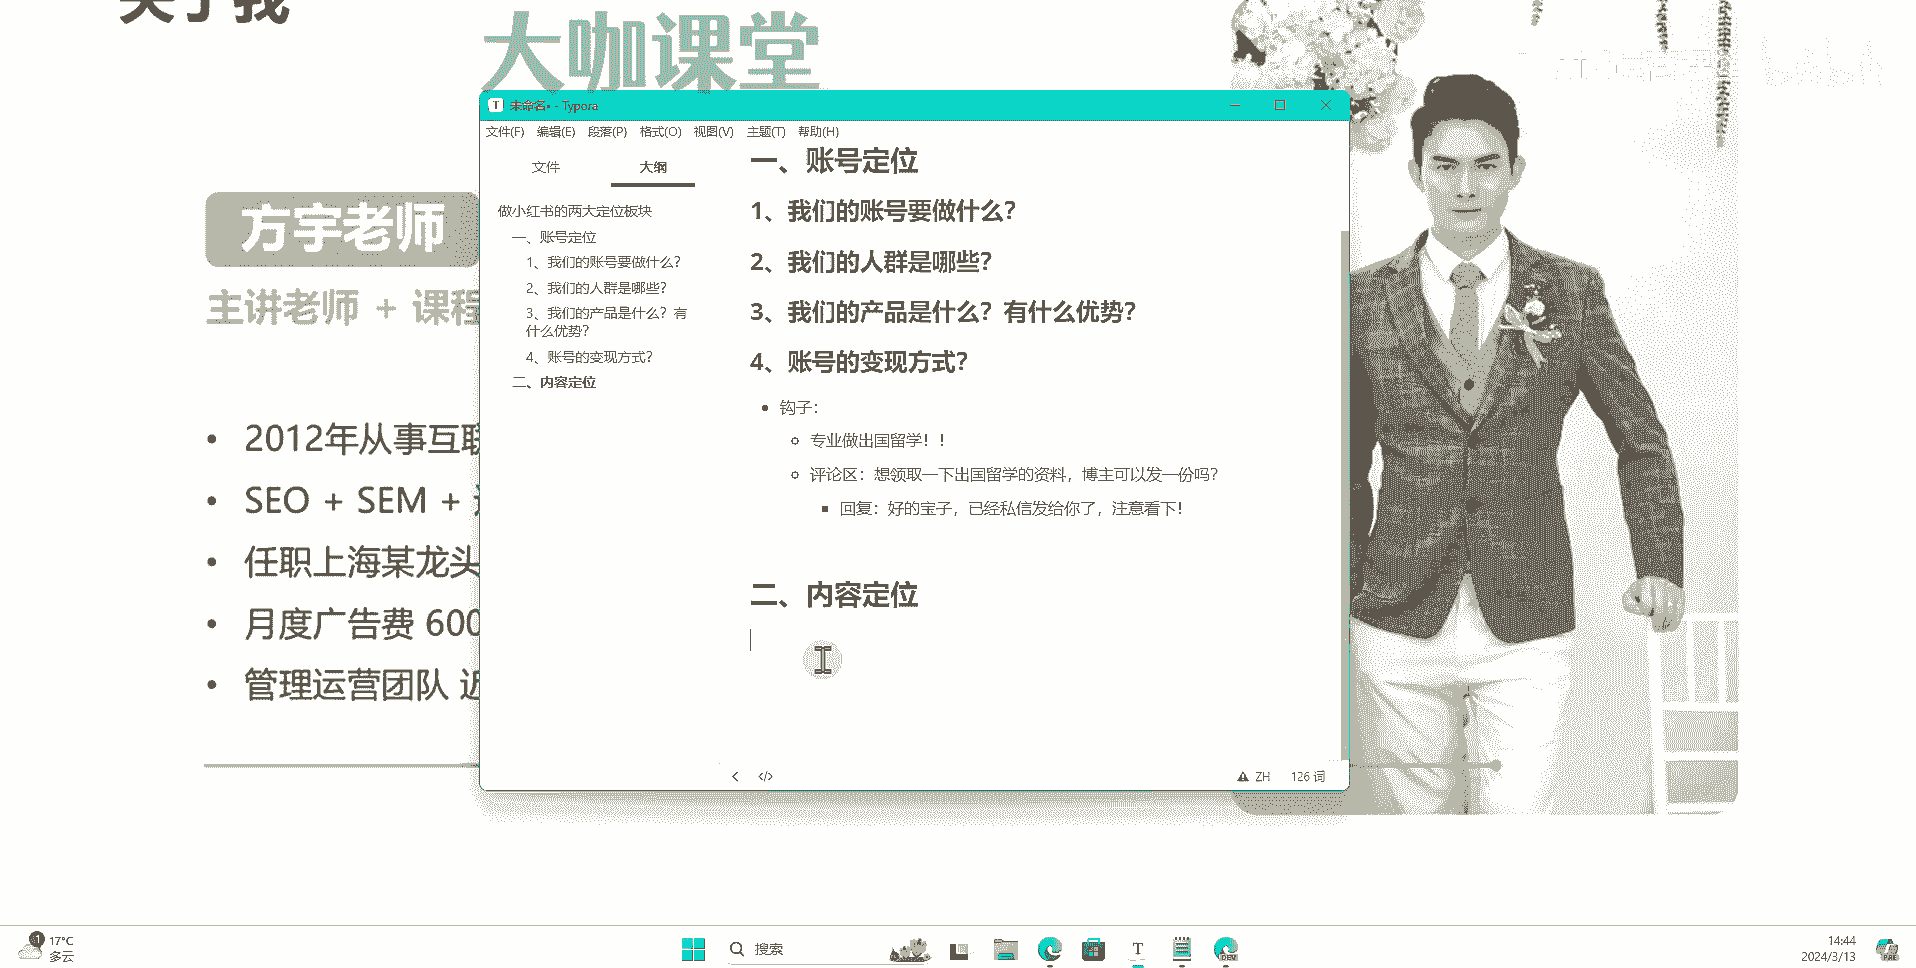 关于我
大咖课堂
bilibili
方宇老师
主讲老师 + 课程
• 2012年从事互联
• SEO + SEM +
• 任职上海某龙头
• 月度广告费 600
• 管理运营团队 近
T 未命名• - Typora
文件(F) 编辑(E) 段落(P) 格式(O) 视图(V) 主题(T) 帮助(H)
文件 大纲
做小红书的两大定位板块
一、账号定位
1、我们的账号要做什么?
2、我们的人群是哪些?
3、我们的产品是什么? 有
什么优势?
4、账号的变现方式?
二、内容定位
一、账号定位
1、我们的账号要做什么?
2、我们的人群是哪些?
3、我们的产品是什么? 有什么优势?
4、账号的变现方式?
• 钩子:
专业做出国留学! !
评论区: 想领取一下出国留学的资料, 博主可以发一份吗?
回复: 好的宝子, 已经私信发给你了, 注意看下!
二、内容定位
</> ZH 126 词
1 17°C
多云
搜索
T
DEV
14:44
2024/3/13
PRE